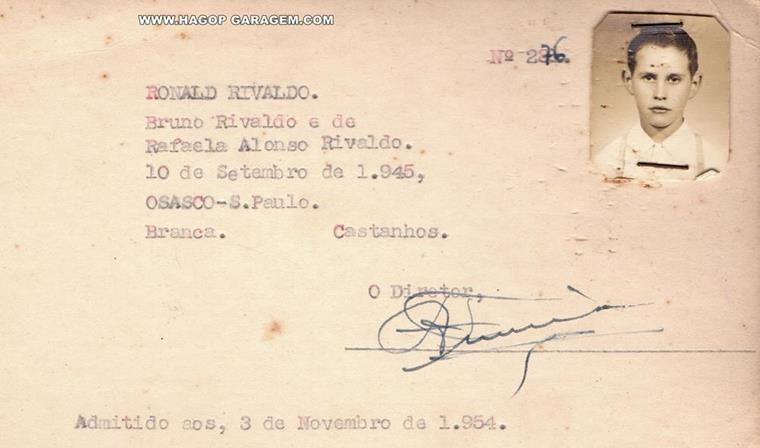 WWW.HAGOP GARAGEM.COM
Nº 2876.
RONALD RIVALDO.
Bruno Rivaldo e de
Rafaela Alonso Rivaldo.
10 de Setembro de 1.945,
OSASCO-S.Paulo.
Branca. Castanhos.
O Diretor,
Admitido aos, 3 de Novembro de 1.954.